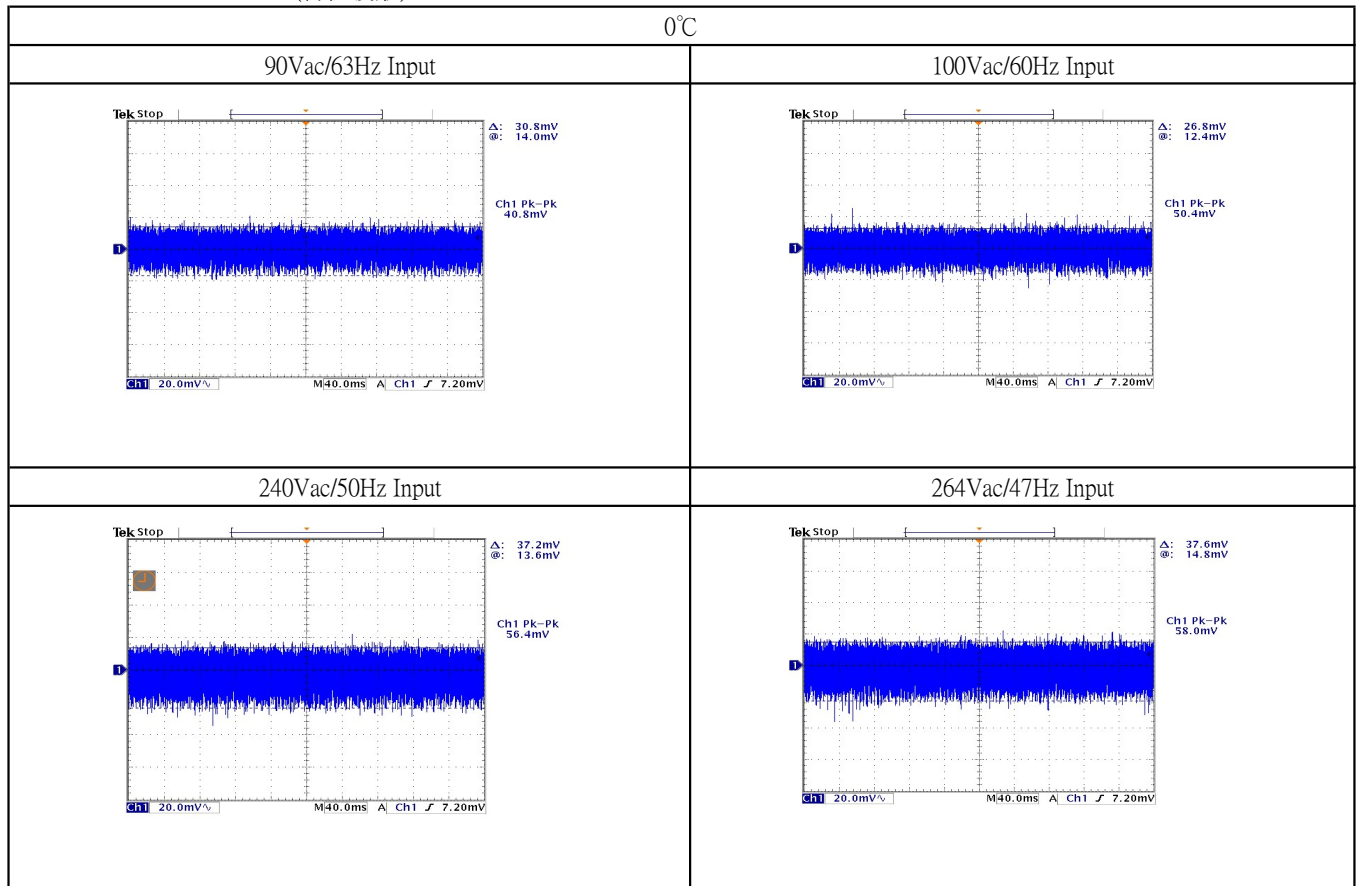 0℃
90Vac/63Hz Input
100Vac/60Hz Input
Tek Stop
Δ: 30.8mV
@: 14.0mV
Ch1 Pk-Pk
40.8mV
1
Ch1 20.0mV∿ M 40.0ms A Ch1 ƒ 7.20mV
Tek Stop
Δ: 26.8mV
@: 12.4mV
Ch1 Pk-Pk
50.4mV
1
Ch1 20.0mV∿ M 40.0ms A Ch1 ƒ 7.20mV
240Vac/50Hz Input
264Vac/47Hz Input
Tek Stop
Δ: 37.2mV
@: 13.6mV
Ch1 Pk-Pk
56.4mV
1
Ch1 20.0mV∿ M 40.0ms A Ch1 ƒ 7.20mV
Tek Stop
Δ: 37.6mV
@: 14.8mV
Ch1 Pk-Pk
58.0mV
1
Ch1 20.0mV∿ M 40.0ms A Ch1 ƒ 7.20mV